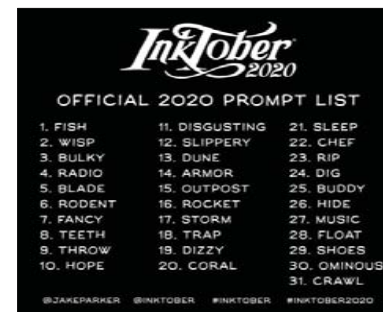 InkTober
2020
OFFICIAL 2020 PROMPT LIST
1. FISH
2. WISP
3. BULKY
4. RADIO
5. BLADE
6. RODENT
7. FANCY
8. TEETH
9. THROW
10. HOPE
11. DISGUSTING
12. SLIPPERY
13. DUNE
14. ARMOR
15. OUTPOST
16. ROCKET
17. STORM
18. TRAP
19. DIZZY
20. CORAL
21. SLEEP
22. CHEF
23. RIP
24. DIG
25. BUDDY
26. HIDE
27. MUSIC
28. FLOAT
29. SHOES
30. OMINOUS
31. CRAWL
@JAKEPARKER @INKTOBER #INKTOBER #INKTOBER2020